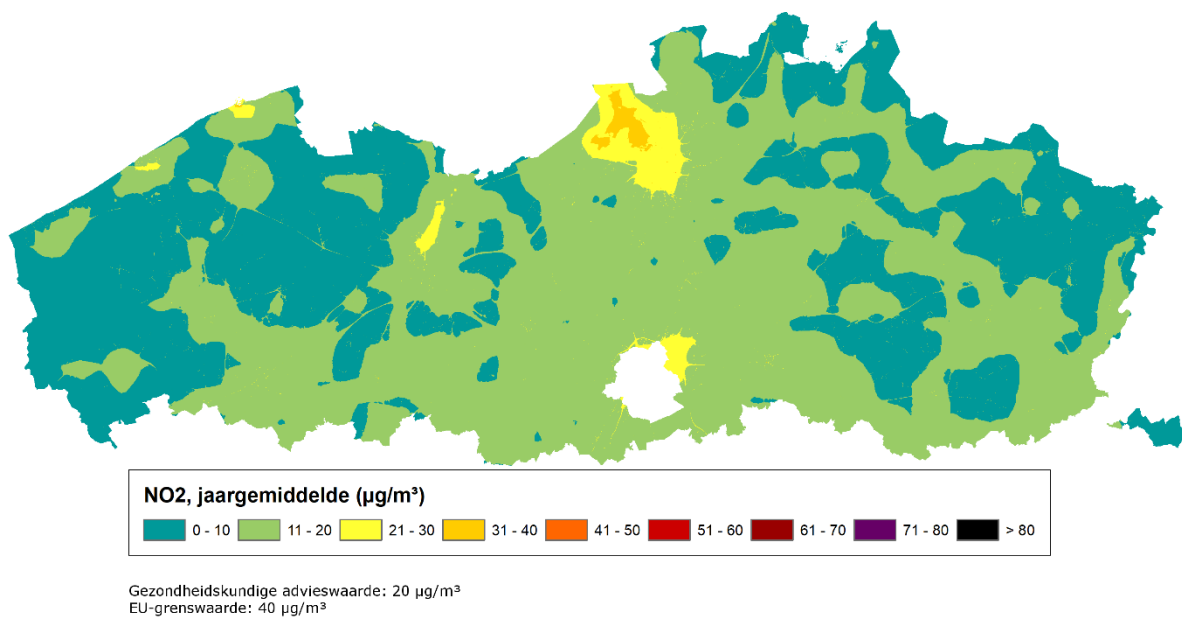 NO2, jaargemiddelde (µg/m³)
0 - 10 11 - 20 21 - 30 31 - 40 41 - 50 51 - 60 61 - 70 71 - 80 > 80
Gezondheidskundige advieswaarde: 20 µg/m³
EU-grenswaarde: 40 µg/m³